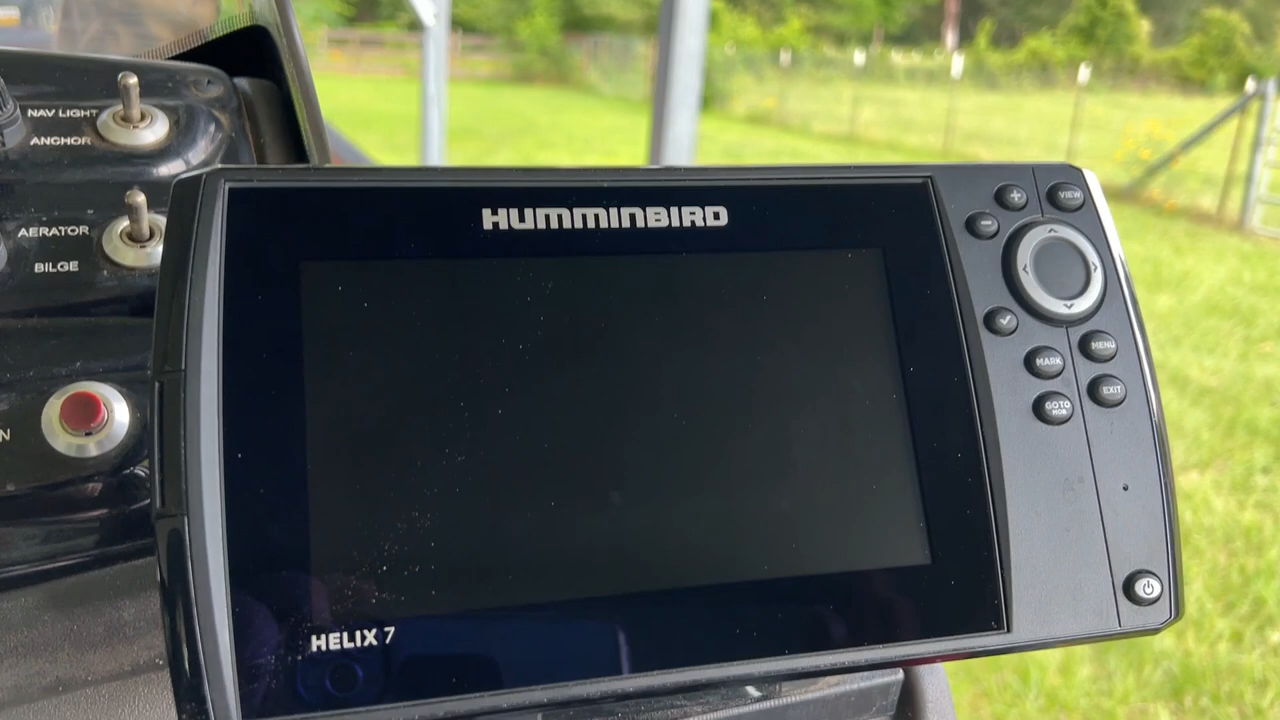 NAV LIGHT
ANCHOR
AERATOR
BILGE
N
HUMMINBIRD
HELIX 7
VIEW
MENU
MARK
EXIT
GOTO
MOB